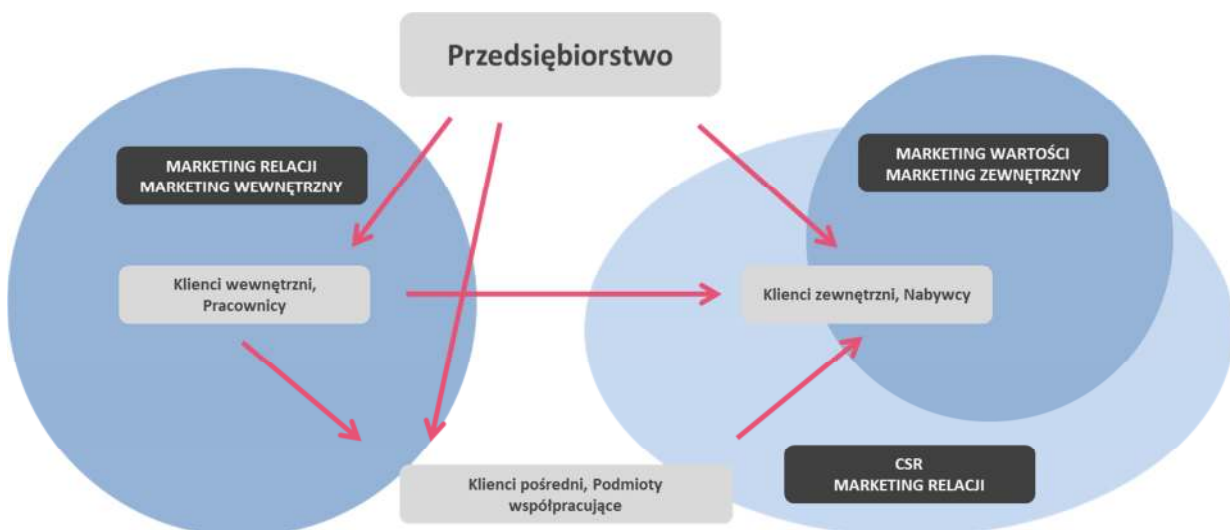 Przedsiębiorstwo
MARKETING RELACJI
MARKETING WEWNĘTRZNY
MARKETING WARTOŚCI
MARKETING ZEWNĘTRZNY
Klienci wewnętrzni,
Pracownicy
Klienci zewnętrzni, Nabywcy
Klienci pośredni, Podmioty
współpracujące
CSR
MARKETING RELACJI